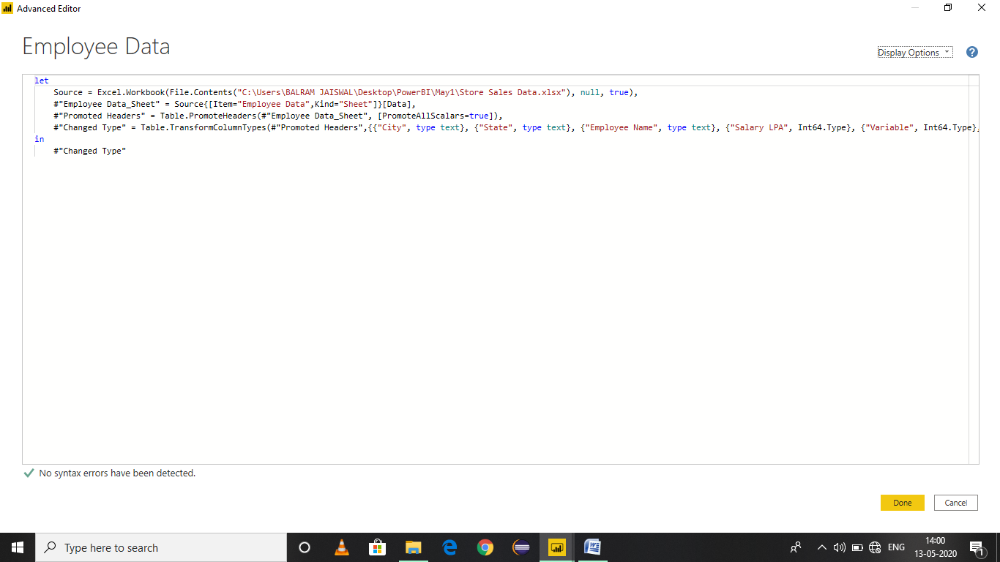 Advanced Editor
Employee Data
Display Options
?
let
Source = Excel.Workbook(File.Contents("C:\Users\BALRAM JAISWAL\Desktop\PowerBI\May1\Store Sales Data.xlsx"), null, true),
#"Employee Data_Sheet" = Source{[Item="Employee Data",Kind="Sheet"]}[Data],
#"Promoted Headers" = Table.PromoteHeaders(#"Employee Data_Sheet", [PromoteAllScalars=true]),
#"Changed Type" = Table.TransformColumnTypes(#"Promoted Headers",{{"City", type text}, {"State", type text}, {"Employee Name", type text}, {"Salary LPA", Int64.Type}, {"Variable", Int64.Type},
in
#"Changed Type"
No syntax errors have been detected.
Done
Cancel
Type here to search
ENG
14:00
13-05-2020
1